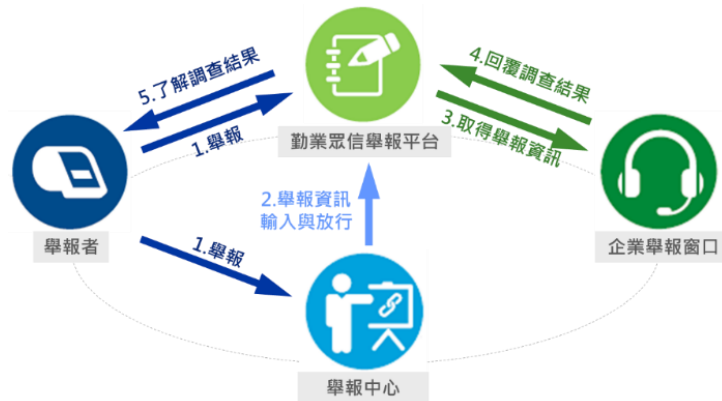 4.回覆調查結果
5.了解調查結果
1.舉報
勤業眾信舉報平台
3.取得舉報資訊
2.舉報資訊
輸入與放行
舉報者
1.舉報
企業舉報窗口
舉報中心